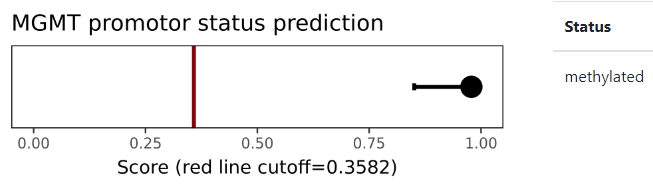 MGMT promotor status prediction
0.00 0.25 0.50 0.75 1.00
Score (red line cutoff=0.3582)
Status
methylated